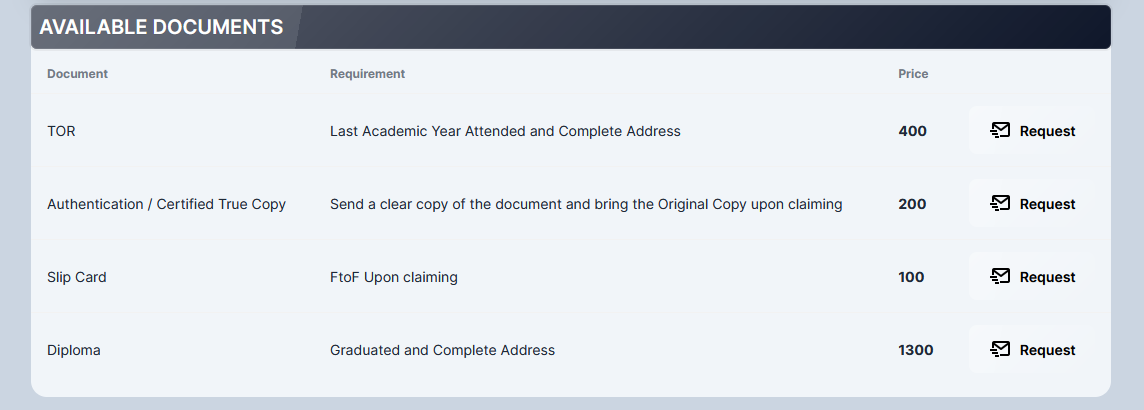 AVAILABLE DOCUMENTS
Document Requirement Price
TOR Last Academic Year Attended and Complete Address 400 Request
Authentication / Certified True Copy Send a clear copy of the document and bring the Original Copy upon claiming 200 Request
Slip Card FtoF Upon claiming 100 Request
Diploma Graduated and Complete Address 1300 Request